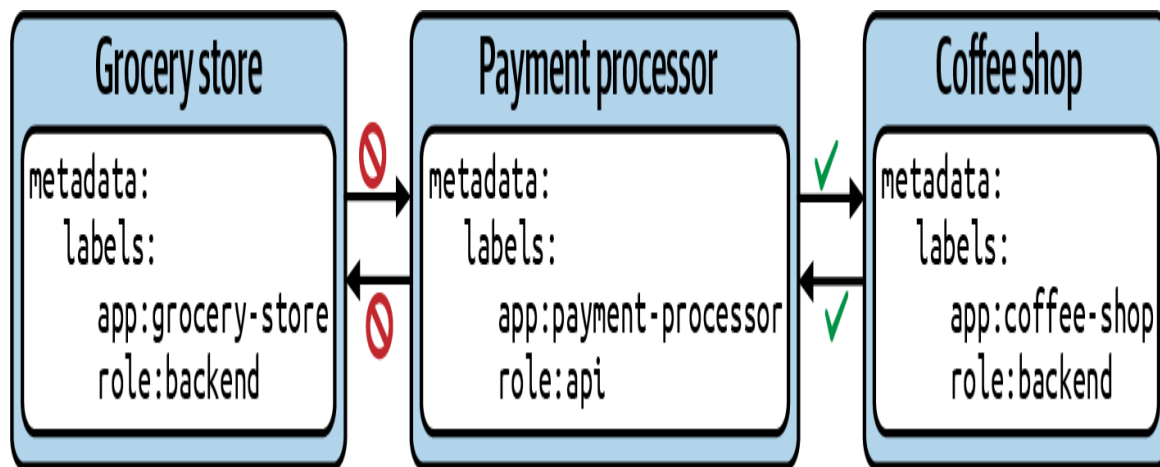 Grocery store
metadata:
labels:
app:grocery-store
role:backend
Payment processor
metadata:
labels:
app:payment-processor
role:api
Coffee shop
metadata:
labels:
app:coffee-shop
role:backend